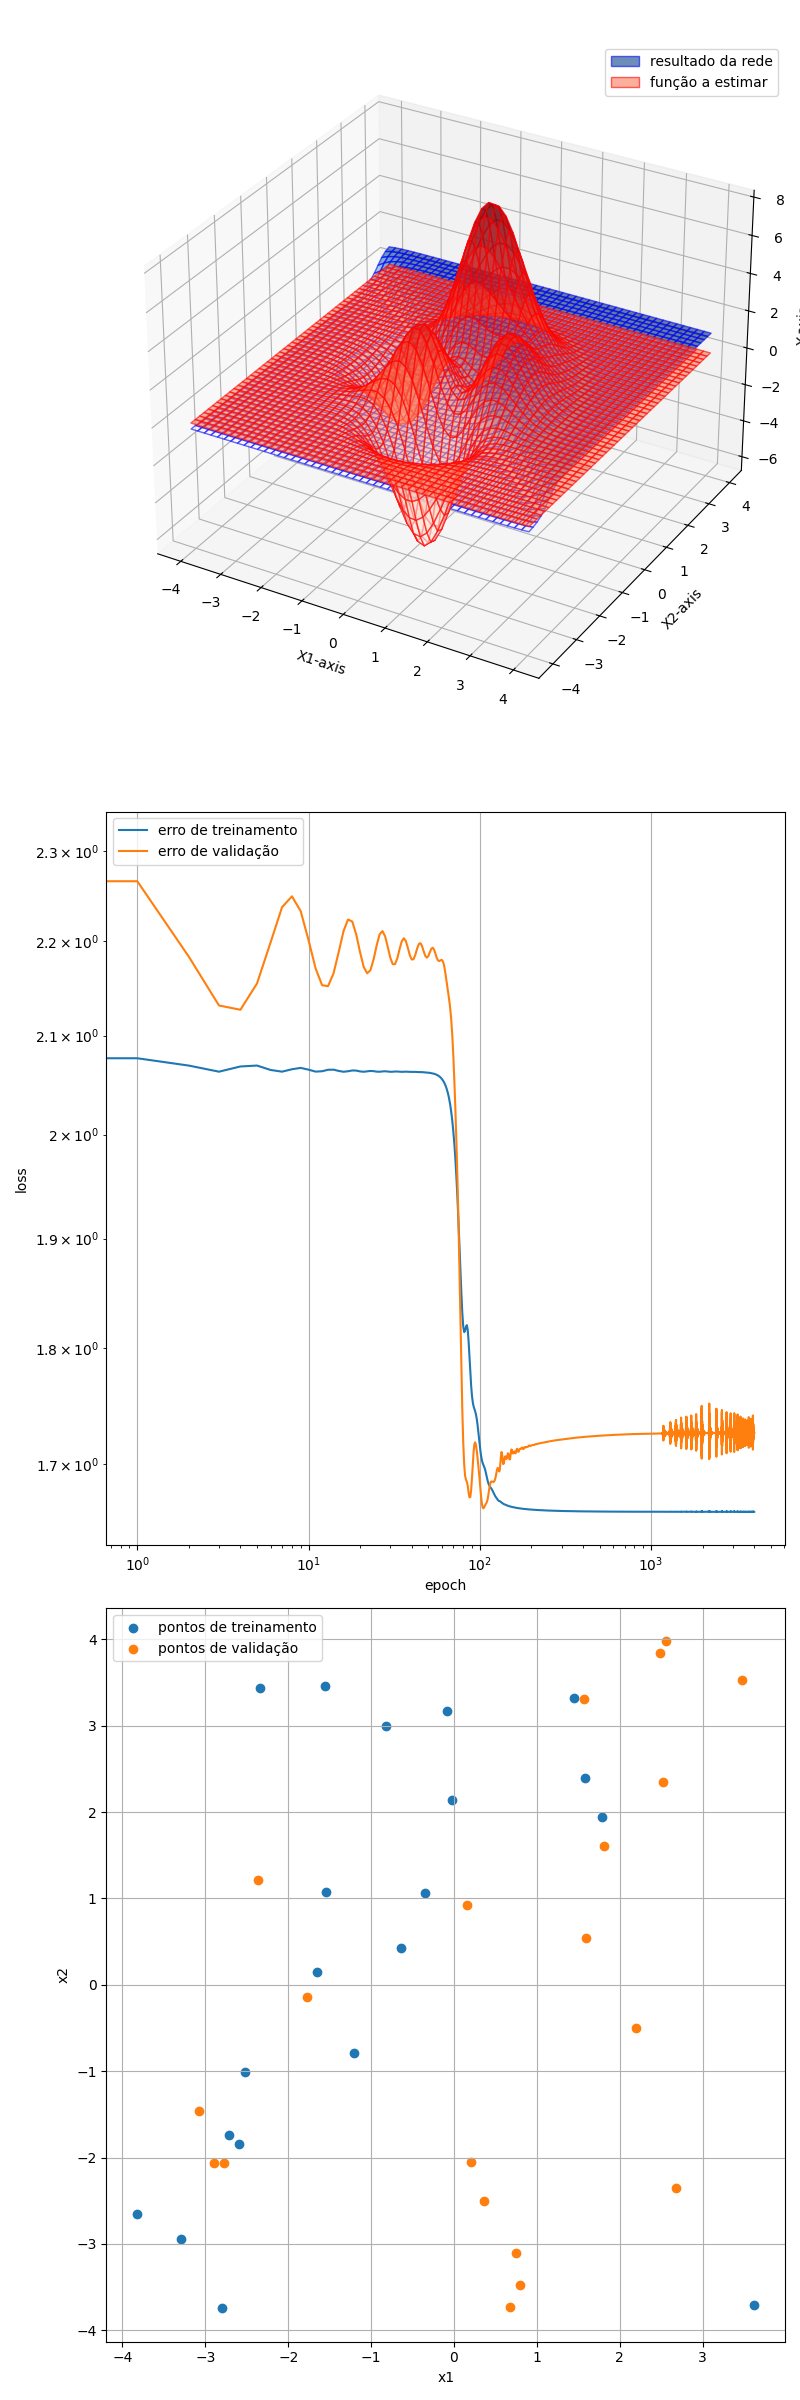 resultado da rede
função a estimar
8
6
4
2
0
−2
−4
−6
−4
−3
−2
−1
0
1
2
3
4
X1-axis
−4
−3
−2
−1
0
1
2
3
4
X2-axis
erro de treinamento
erro de validação
2.3 × 10⁰
2.2 × 10⁰
2.1 × 10⁰
2 × 10⁰
1.9 × 10⁰
1.8 × 10⁰
1.7 × 10⁰
loss
10⁰ 10¹ 10² 10³
epoch
pontos de treinamento
pontos de validação
4
3
2
1
0
−1
−2
−3
−4
x2
−4 −3 −2 −1 0 1 2 3
x1